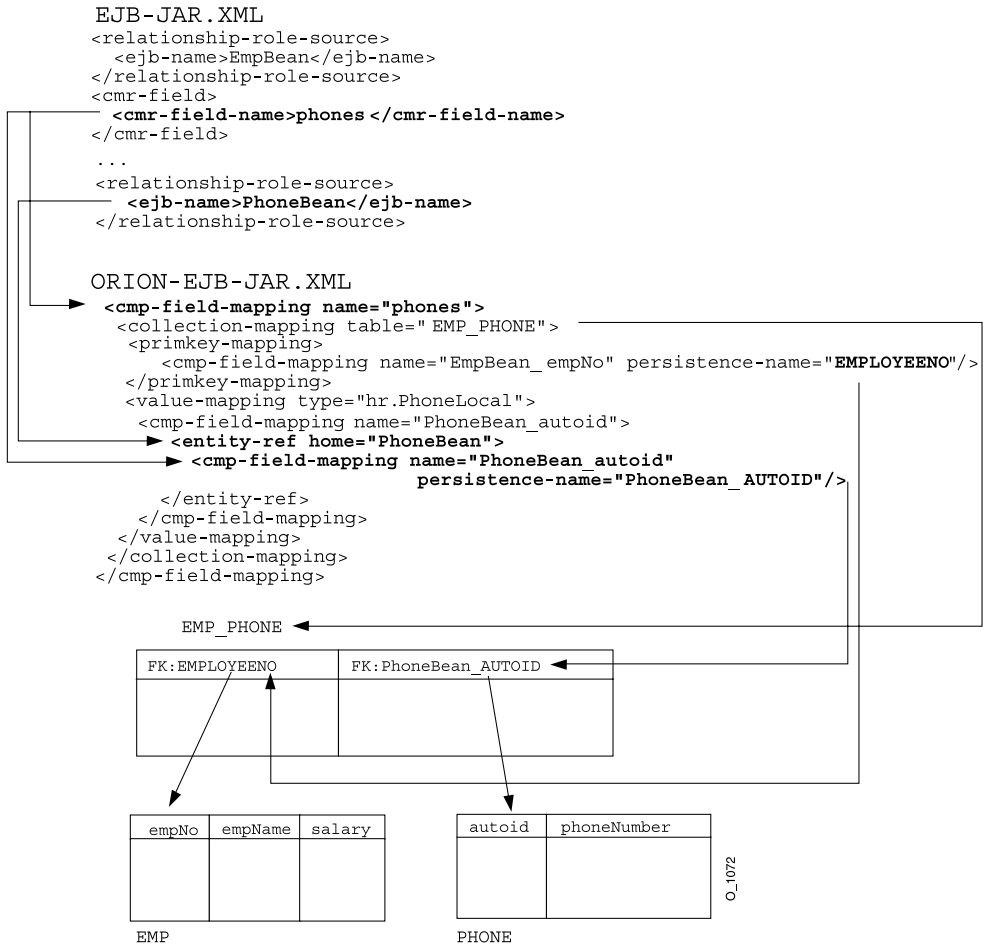 EJB-JAR.XML
<relationship-role-source>
<ejb-name>EmpBean</ejb-name>
</relationship-role-source>
<cmr-field>
<cmr-field-name>phones </cmr-field-name>
</cmr-field>
...
<relationship-role-source>
<ejb-name>PhoneBean</ejb-name>
</relationship-role-source>
ORION-EJB-JAR.XML
<cmp-field-mapping name="phones">
<collection-mapping table="EMP_PHONE">
<primkey-mapping>
<cmp-field-mapping name="EmpBean_empNo" persistence-name="EMPLOYEENO"/>
</primkey-mapping>
<value-mapping type="hr.PhoneLocal">
<cmp-field-mapping name="PhoneBean_autoid">
<entity-ref home="PhoneBean">
<cmp-field-mapping name="PhoneBean_autoid"
persistence-name="PhoneBean_AUTOID"/>
</entity-ref>
</cmp-field-mapping>
</value-mapping>
</collection-mapping>
</cmp-field-mapping>
EMP_PHONE
FK:EMPLOYEENO FK:PhoneBean_AUTOID
empNo empName salary
autoid phoneNumber
O_1072
EMP
PHONE